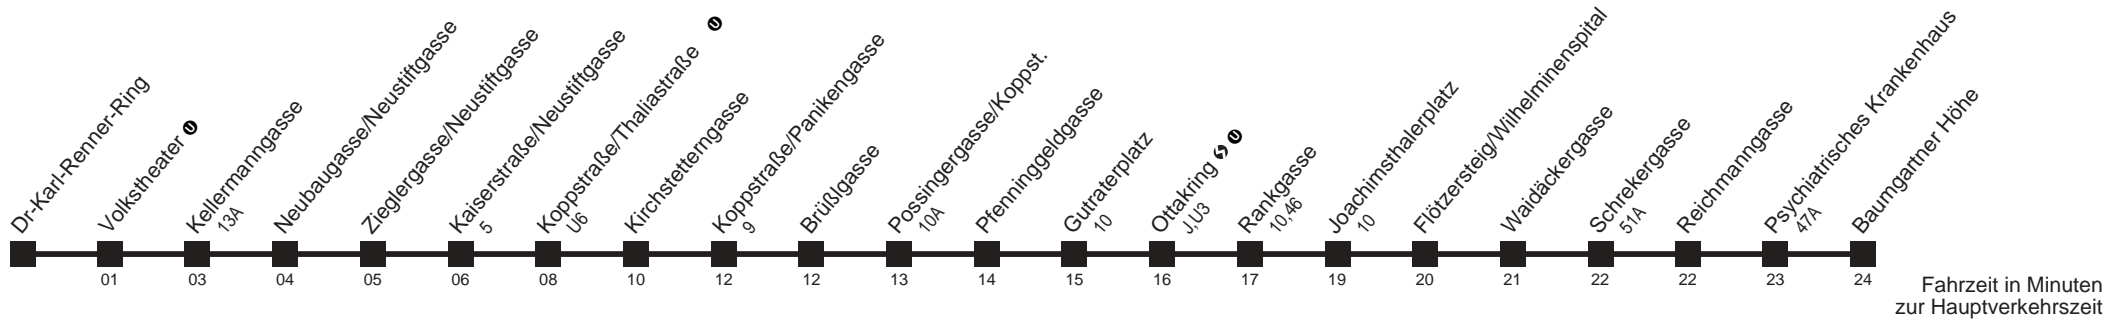 Dr-Karl-Renner-Ring
Volkstheater U
Kellermanngasse
13A
Neubaugasse/Neustiftgasse
Zieglergasse/Neustiftgasse
Kaiserstraße/Neustiftgasse
5
Koppstraße/Thaliastraße U
U6
Kirchstetterngasse
Koppstraße/Panikengasse
9
Brüßlgasse
Possingergasse/Koppst.
10A
Pfenninggeldgasse
Gutraterplatz
10
Ottakring S U
J,U3
Rankgasse
10,46
Joachimsthalerplatz
10
Flötzersteig/Wilhelminenspital
Waidäckergasse
Schrekergasse
51A
Reichmanngasse
Psychiatrisches Krankenhaus
47A
Baumgartner Höhe
01 03 04 05 06 08 10 12 12 13 14 15 16 17 19 20 21 22 22 23 24
Fahrzeit in Minuten
zur Hauptverkehrszeit